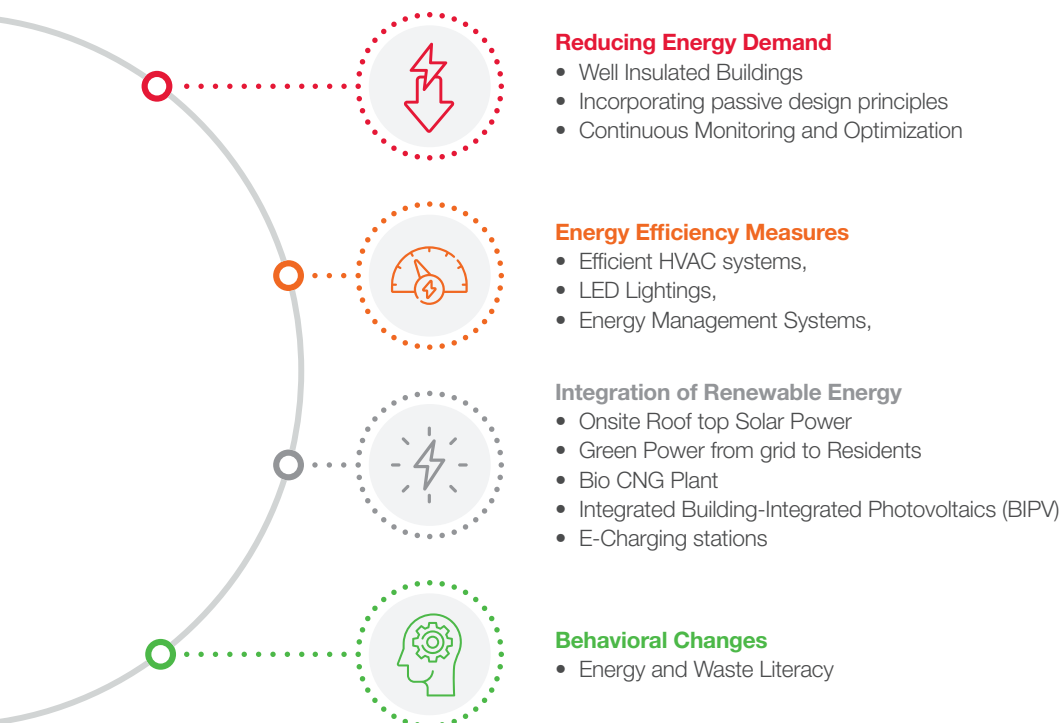 Reducing Energy Demand
• Well Insulated Buildings
• Incorporating passive design principles
• Continuous Monitoring and Optimization
Energy Efficiency Measures
• Efficient HVAC systems,
• LED Lightings,
• Energy Management Systems,
Integration of Renewable Energy
• Onsite Roof top Solar Power
• Green Power from grid to Residents
• Bio CNG Plant
• Integrated Building-Integrated Photovoltaics (BIPV)
• E-Charging stations
Behavioral Changes
• Energy and Waste Literacy